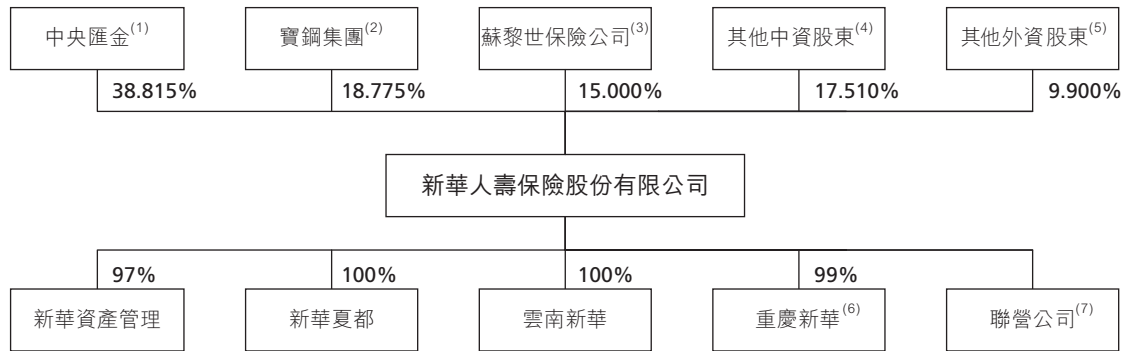 中央匯金(1)
寶鋼集團(2)
蘇黎世保險公司(3)
其他中資股東(4)
其他外資股東(5)
38.815%
18.775%
15.000%
17.510%
9.900%
新華人壽保險股份有限公司
97%
100%
100%
99%
新華資產管理
新華夏都
雲南新華
重慶新華(6)
聯營公司(7)